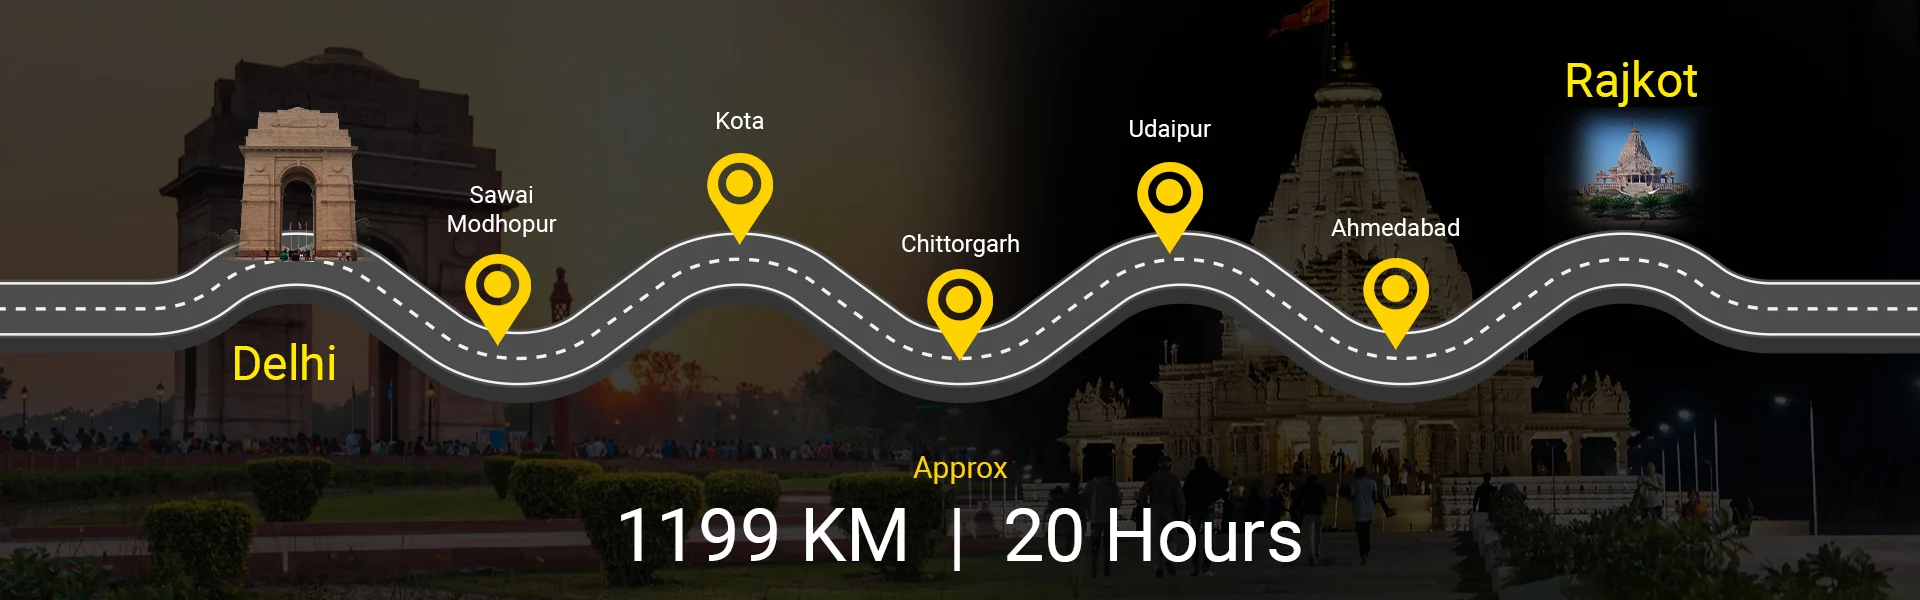 Rajkot
Kota
Udaipur
Sawai
Modhopur
Chittorgarh
Ahmedabad
Delhi
Approx
1199 KM | 20 Hours